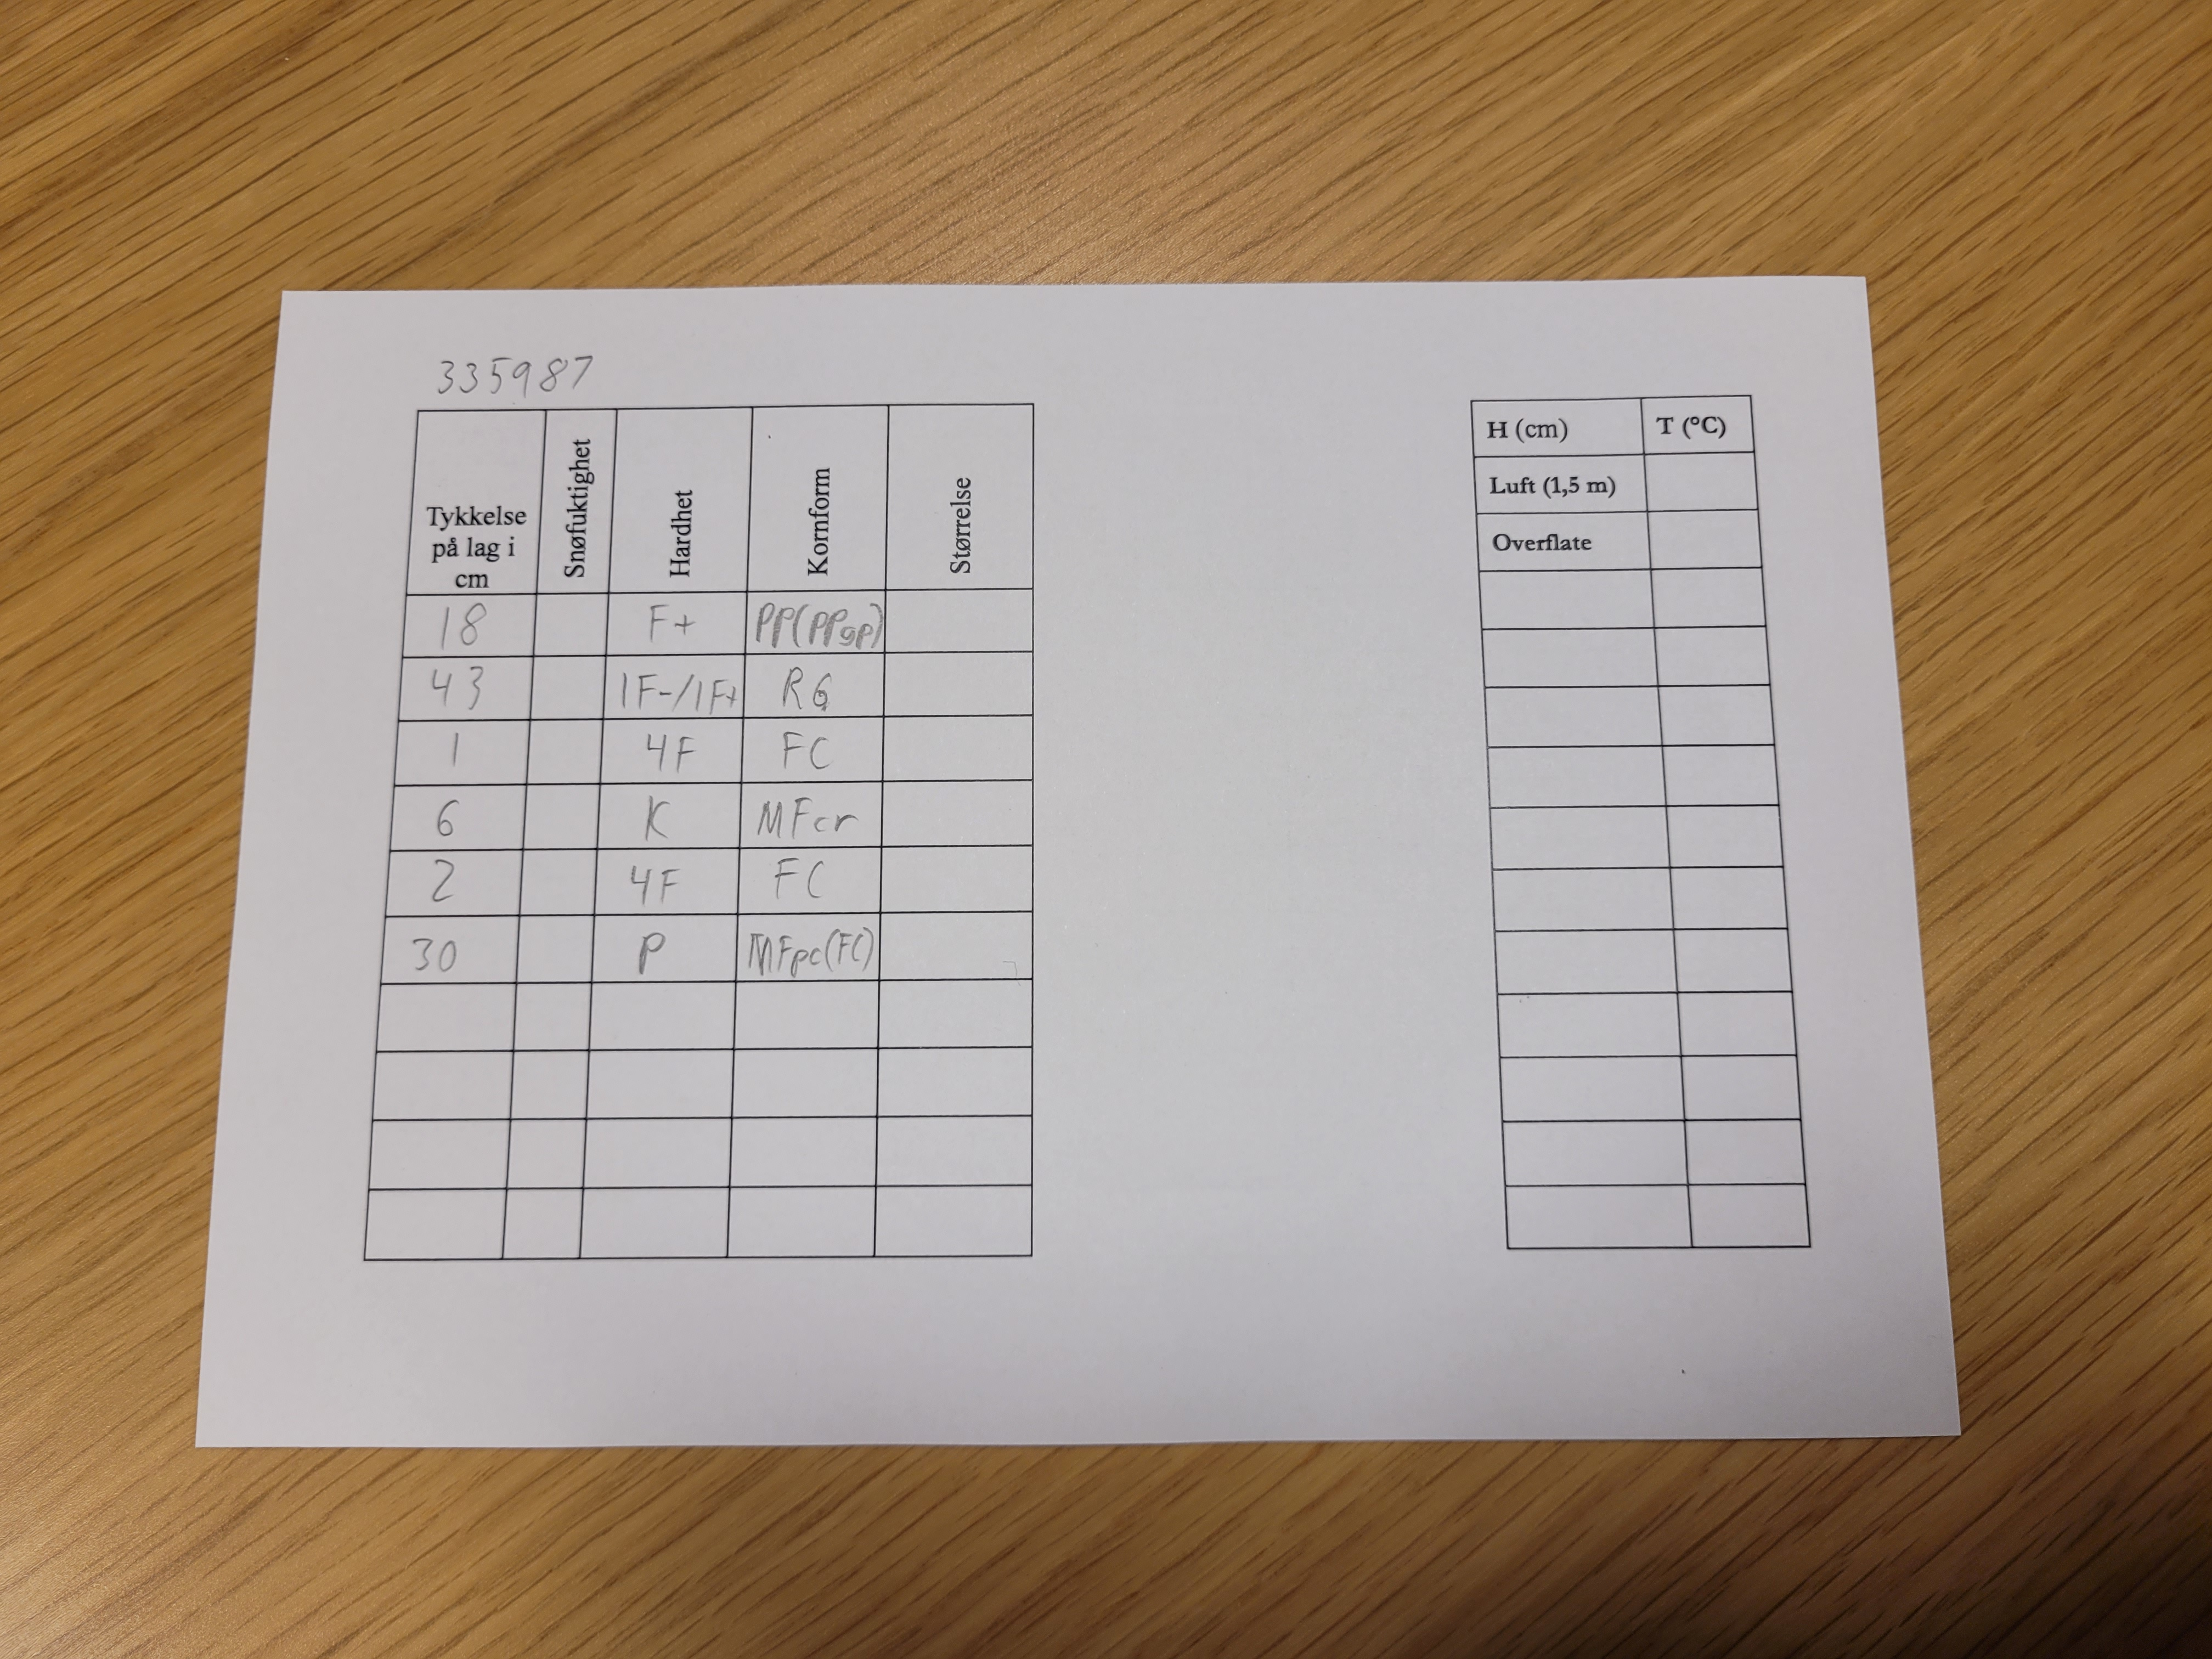 335987
Tykkelse på lag i cm Snøfuktighet Hardhet Kornform Størrelse
18 F+ PP(PPgp)
43 1F-/1F+ RG
1 4F FC
6 K MFcr
2 4F FC
30 P MFpc(FC)
H (cm) T (°C)
Luft (1,5 m)
Overflate